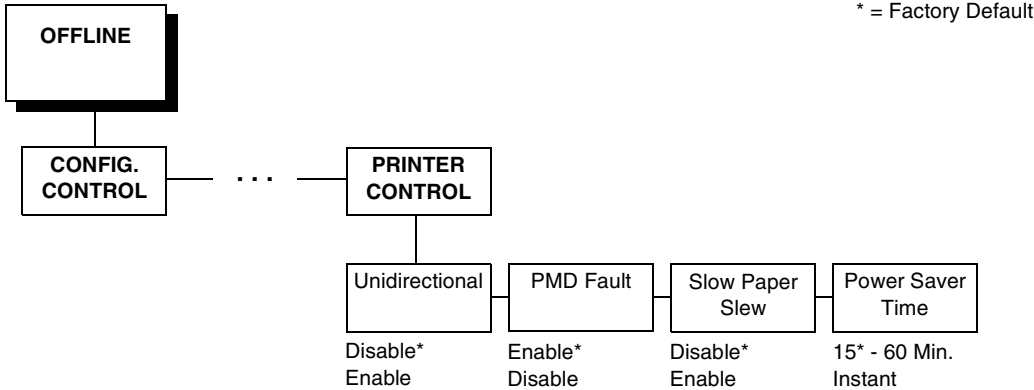 * = Factory Default
OFFLINE
CONFIG.
CONTROL
. . .
PRINTER
CONTROL
Unidirectional
Disable*
Enable
PMD Fault
Enable*
Disable
Slow Paper
Slew
Disable*
Enable
Power Saver
Time
15* - 60 Min.
Instant